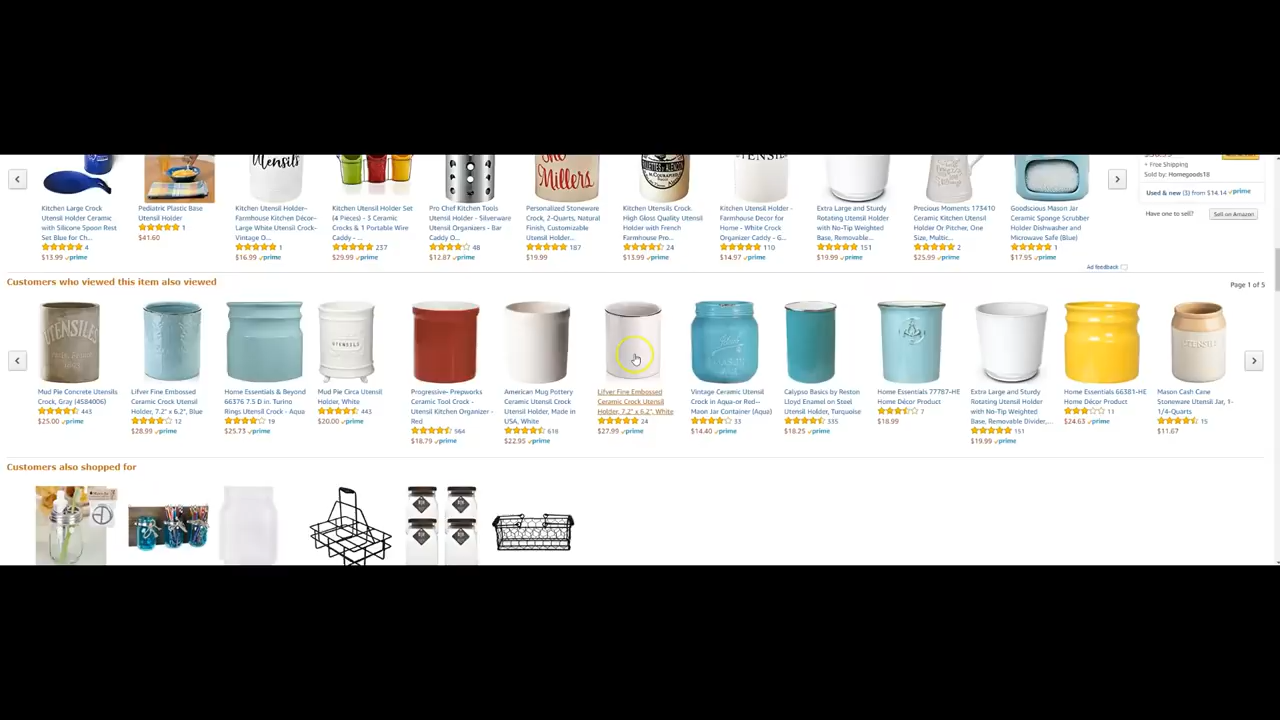 Utensils
Kitchen Large Crock
Utensil Holder Ceramic
with Silicone Spoon Rest
Set Blue for Ch...
4
$13.99 prime
Pediatric Plastic Base
Utensil Holder
1
$41.60
Kitchen Utensil Holder-
Farmhouse Kitchen Décor-
Large White Utensil Crock-
Vintage O...
1
$16.99 prime
Kitchen Utensil Holder Set
(4 Pieces) - 3 Ceramic
Crocks & 1 Portable Wire
Caddy - ...
237
$29.99 prime
Pro Chef Kitchen Tools
Utensil Holder - Silverware
Utensil Organizers - Bar
Caddy O...
48
$12.87 prime
Millers
Personalized Stoneware
Crock, 2-Quarts, Natural
Finish, Customizable
Utensil Holder...
187
$19.99
Kitchen Utensils Crock.
High Gloss Quality Utensil
Holder with French
Farmhouse Pro...
24
$13.99 prime
Kitchen Utensil Holder -
Farmhouse Decor for
Home - White Crock
Organizer Caddy - G...
110
$14.97 prime
Extra Large and Sturdy
Rotating Utensil Holder
with No-Tip Weighted
Base, Removable...
151
$19.99 prime
Precious Moments 173410
Ceramic Kitchen Utensil
Holder Or Pitcher, One
Size, Multic...
2
$25.99 prime
Goodscious Mason Jar
Ceramic Sponge Scrubber
Holder Dishwasher and
Microwave Safe (Blue)
1
$17.95 prime
+ Free Shipping
Sold by: Homegoods18
Used & new (3) from $14.14 prime
Have one to sell?
Sell on Amazon
Ad feedback
Customers who viewed this item also viewed
Page 1 of 5
UTENSILS
Mud Pie Concrete Utensils
Crock, Gray (4584006)
445
$25.00 prime
Lifver Fine Embossed
Ceramic Crock Utensil
Holder, 7.2" x 6.2", Blue
12
$28.99 prime
Home Essentials & Beyond
66376 7.5 D in. Turino
Rings Utensil Crock - Aqua
19
$25.73 prime
UTENSILS
Mud Pie Circa Utensil
Holder, White
443
$20.00 prime
Progressive- Prepworks
Ceramic Tool Crock -
Utensil Kitchen Organizer -
Red
564
$18.79 prime
American Mug Pottery
Ceramic Utensil Crock
Utensil Holder, Made in
USA, White
618
$22.95 prime
Lifver Fine Embossed
Ceramic Crock Utensil
Holder, 7.2" x 6.2", White
24
$27.99 prime
Vintage Ceramic Utensil
Crock in Aqua-or Red--
Mason Jar Container (Aqua)
33
$14.40 prime
Calypso Basics by Reston
Lloyd Enamel on Steel
Utensil Holder, Turquoise
335
$18.25 prime
Home Essentials 77787-HE
Home Décor Product
7
$18.99
Extra Large and Sturdy
Rotating Utensil Holder
with No-Tip Weighted
Base, Removable Divider,...
151
$19.99 prime
Home Essentials 66381-HE
Home Décor Product
11
$24.63 prime
Mason Cash Cane
Stoneware Utensil Jar, 1-
1/4-Quarts
15
$11.67
Customers also shopped for